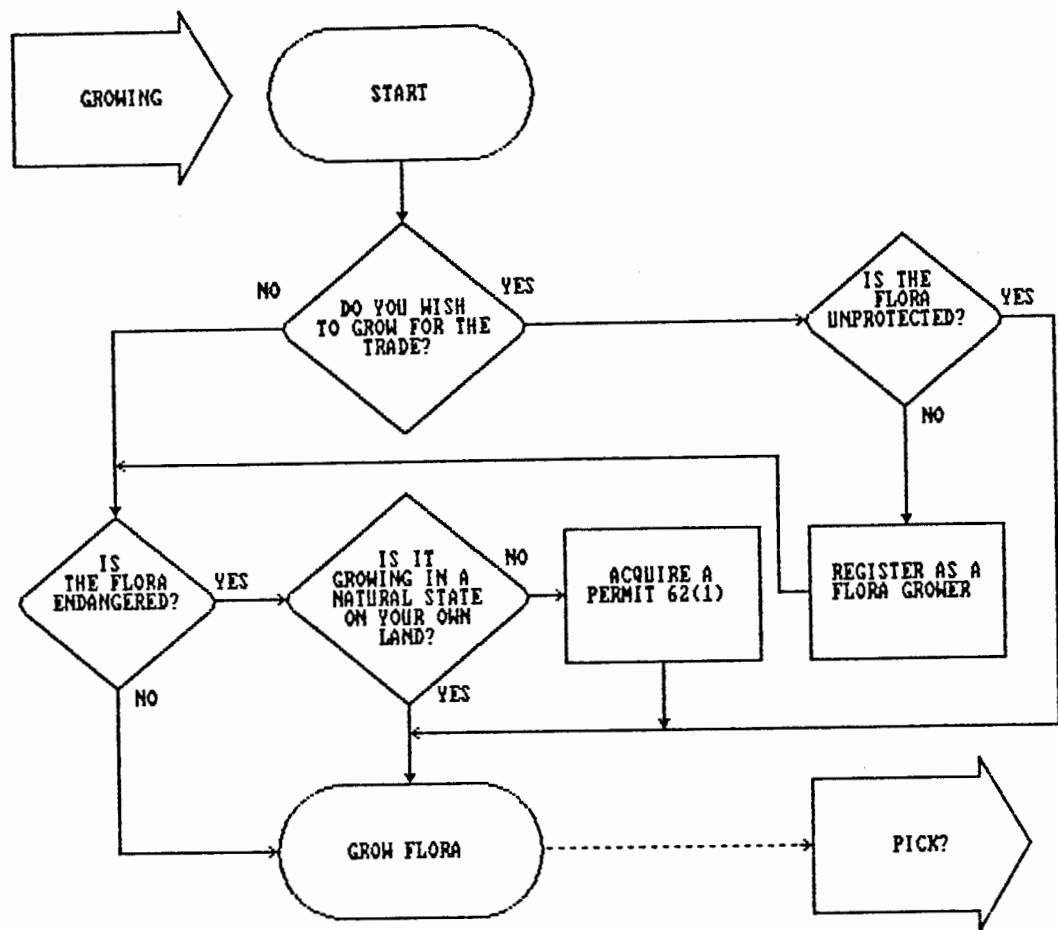 GROWING
START
NO
YES
DO YOU WISH
TO GROW FOR THE
TRADE?
IS THE
FLORA
UNPROTECTED?
YES
NO
IS
THE FLORA
ENDANGERED?
YES
IS IT
GROWING IN A
NATURAL STATE
ON YOUR OWN
LAND?
NO
ACQUIRE A
PERMIT 62(1)
REGISTER AS A
FLORA GROWER
NO
YES
GROW FLORA
PICK?